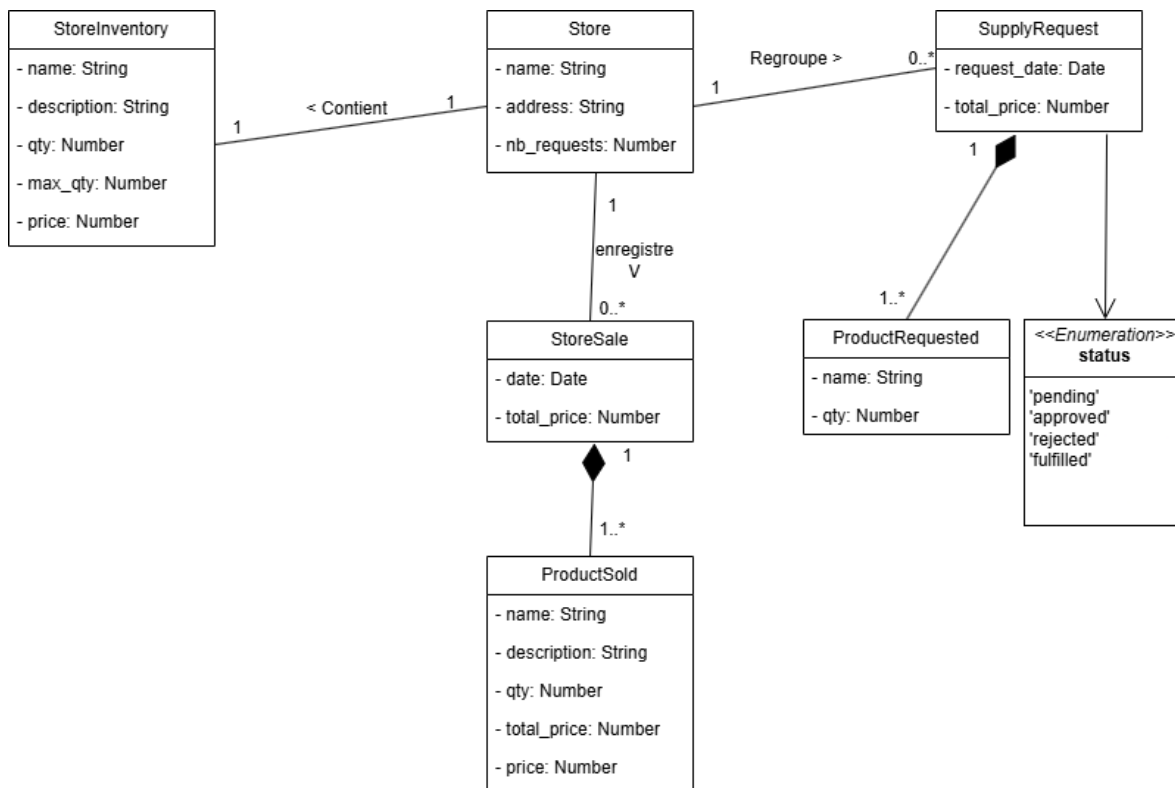 StoreInventory
- name: String
- description: String
- qty: Number
- max_qty: Number
- price: Number
1
< Contient
1
Store
- name: String
- address: String
- nb_requests: Number
1
Regroupe >
0..*
SupplyRequest
- request_date: Date
- total_price: Number
1
enregistre
V
0..*
StoreSale
- date: Date
- total_price: Number
1
1..*
ProductSold
- name: String
- description: String
- qty: Number
- total_price: Number
- price: Number
1
1..*
ProductRequested
- name: String
- qty: Number
<<Enumeration>>
status
'pending'
'approved'
'rejected'
'fulfilled'